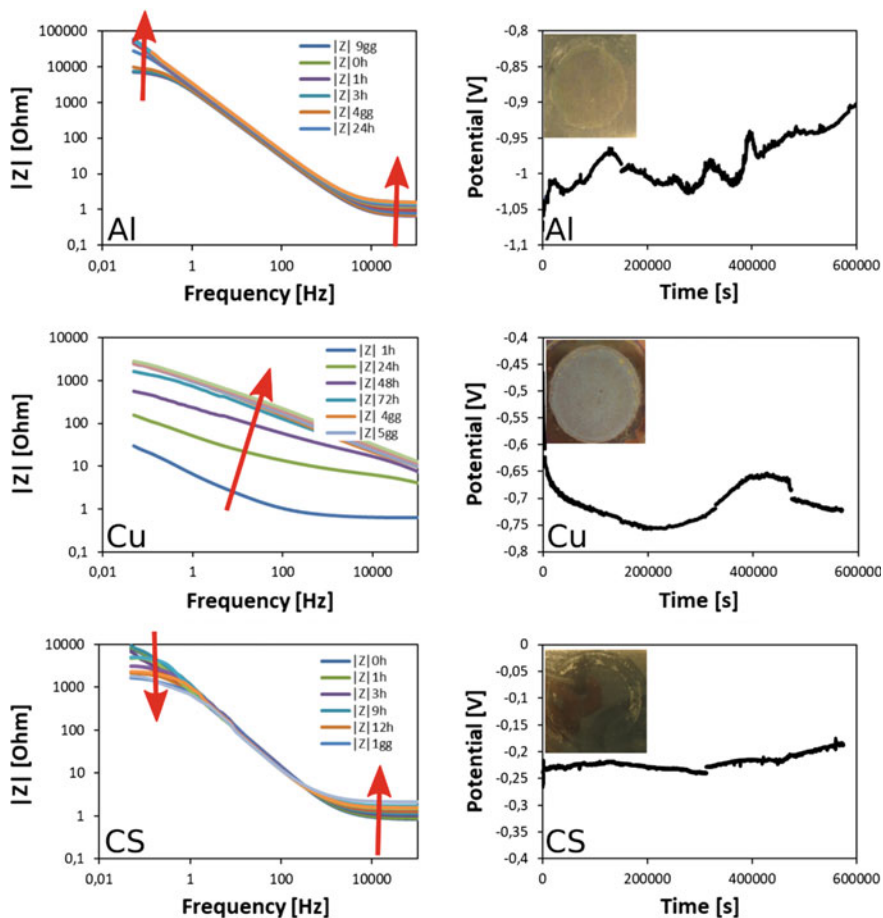 100000
10000
1000
100
10
1
0,1
|Z| [Ohm]
|Z| 9gg
|Z|0h
|Z|1h
|Z|3h
|Z|4gg
|Z|24h
Al
0,01 1 100 10000
Frequency [Hz]
-0,8
-0,85
-0,9
-0,95
-1
-1,05
-1,1
Potential [V]
Al
0 200000 400000 600000
Time [s]
10000
1000
100
10
1
0,1
|Z| [Ohm]
|Z| 1h
|Z|24h
|Z|48h
|Z|72h
|Z| 4gg
|Z|5gg
Cu
0,01 1 100 10000
Frequency [Hz]
-0,4
-0,45
-0,5
-0,55
-0,6
-0,65
-0,7
-0,75
-0,8
Potential [V]
Cu
0 200000 400000 600000
Time [s]
10000
1000
100
10
1
0,1
|Z| [Ohm]
|Z|0h
|Z|1h
|Z|3h
|Z|9h
|Z|12h
|Z|1gg
CS
0,01 1 100 10000
Frequency [Hz]
0
-0,05
-0,1
-0,15
-0,2
-0,25
-0,3
-0,35
-0,4
Potential [V]
CS
0 200000 400000 600000
Time [s]